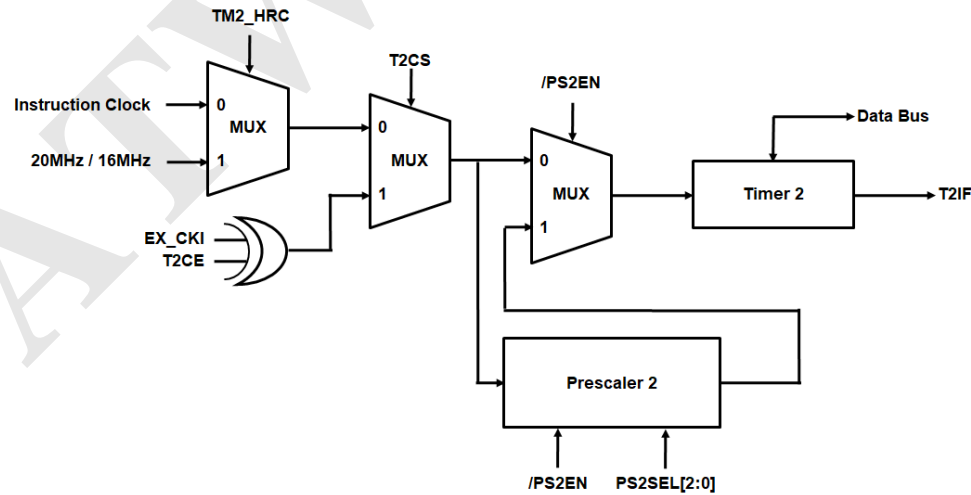 TM2_HRC
T2CS
/PS2EN
Instruction Clock
0
MUX
20MHz / 16MHz
1
0
MUX
1
EX_CKI
T2CE
0
MUX
1
Data Bus
Timer 2
T2IF
Prescaler 2
/PS2EN
PS2SEL[2:0]